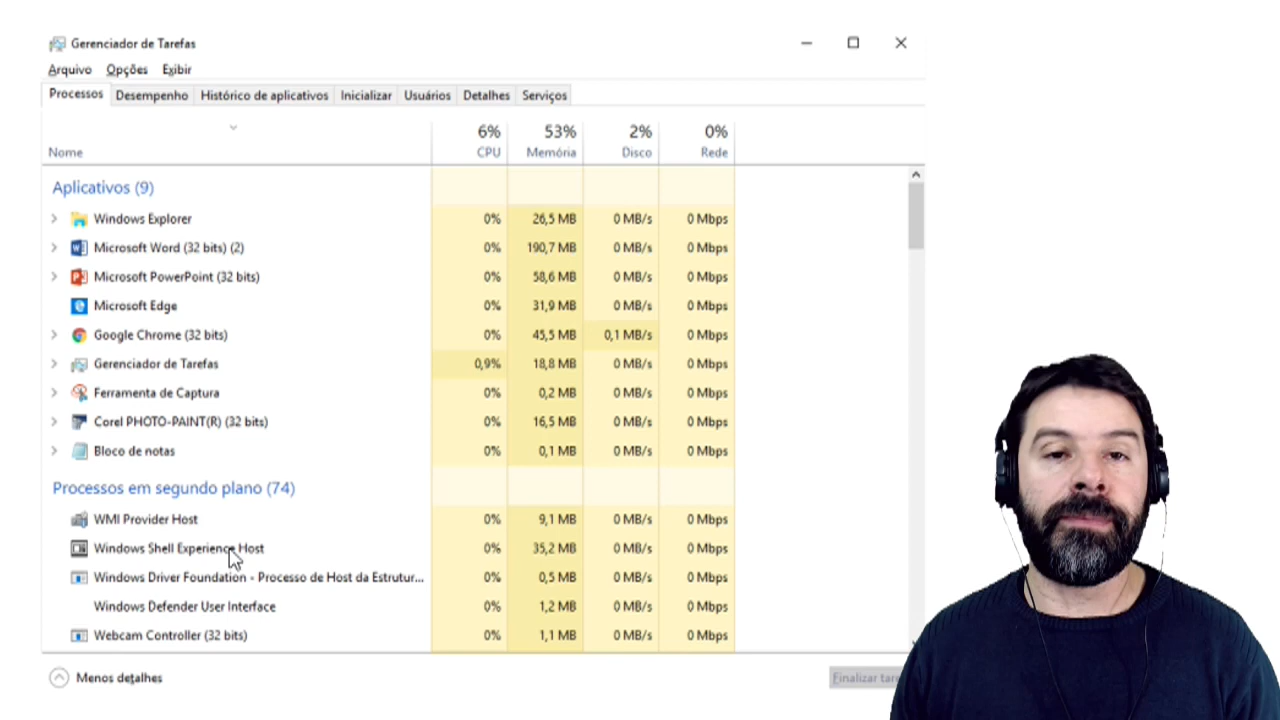 Gerenciador de Tarefas
Arquivo Opções Exibir
Processos Desempenho Histórico de aplicativos Inicializar Usuários Detalhes Serviços
6% 53% 2% 0%
Nome CPU Memória Disco Rede
Aplicativos (9)
Windows Explorer 0% 26,5 MB 0 MB/s 0 Mbps
Microsoft Word (32 bits) (2) 0% 190,7 MB 0 MB/s 0 Mbps
Microsoft PowerPoint (32 bits) 0% 58,6 MB 0 MB/s 0 Mbps
Microsoft Edge 0% 31,9 MB 0 MB/s 0 Mbps
Google Chrome (32 bits) 0% 45,5 MB 0,1 MB/s 0 Mbps
Gerenciador de Tarefas 0,9% 18,8 MB 0 MB/s 0 Mbps
Ferramenta de Captura 0% 0,2 MB 0 MB/s 0 Mbps
Corel PHOTO-PAINT(R) (32 bits) 0% 16,5 MB 0 MB/s 0 Mbps
Bloco de notas 0% 0,1 MB 0 MB/s 0 Mbps
Processos em segundo plano (74)
WMI Provider Host 0% 9,1 MB 0 MB/s 0 Mbps
Windows Shell Experience Host 0% 35,2 MB 0 MB/s 0 Mbps
Windows Driver Foundation - Processo de Host da Estrutur... 0% 0,5 MB 0 MB/s 0 Mbps
Windows Defender User Interface 0% 1,2 MB 0 MB/s 0 Mbps
Webcam Controller (32 bits) 0% 1,1 MB 0 MB/s 0 Mbps
Menos detalhes Finalizar